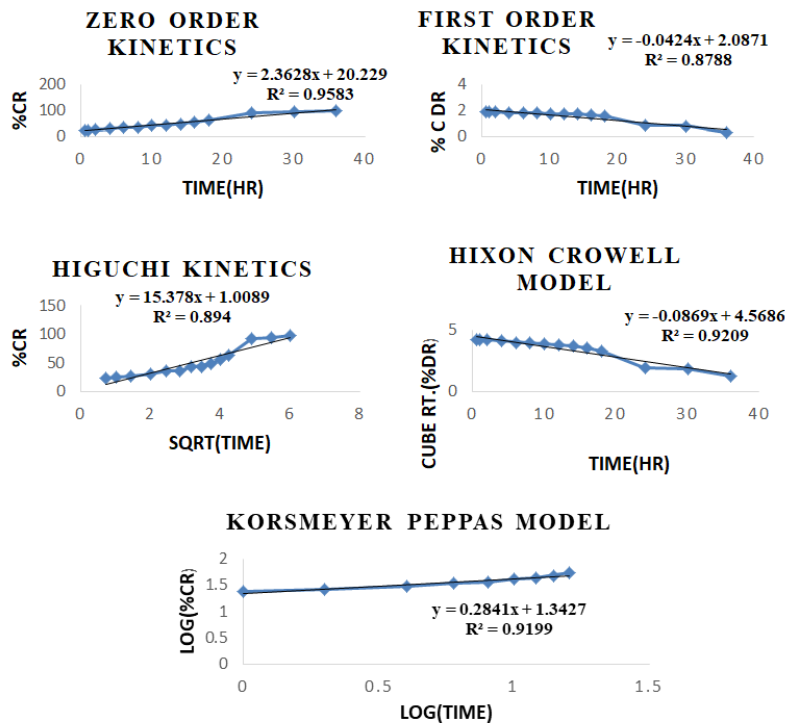 ZERO ORDER
KINETICS
y = 2.3628x + 20.229
R² = 0.9583
%CR
200
100
0
0 10 20 30 40
TIME(HR)
FIRST ORDER
KINETICS
y = -0.0424x + 2.0871
R² = 0.8788
% C DR
4
2
0
0 10 20 30 40
TIME(HR)
HIGUCHI KINETICS
y = 15.378x + 1.0089
R² = 0.894
%CR
150
100
50
0
0 2 4 6 8
SQRT(TIME)
HIXON CROWELL
MODEL
y = -0.0869x + 4.5686
R² = 0.9209
CUBE RT.(%DR)
5
0
0 10 20 30 40
TIME(HR)
KORSMEYER PEPPAS MODEL
LOG(%CR)
2
1.5
1
0.5
0
y = 0.2841x + 1.3427
R² = 0.9199
0 0.5 1 1.5
LOG(TIME)